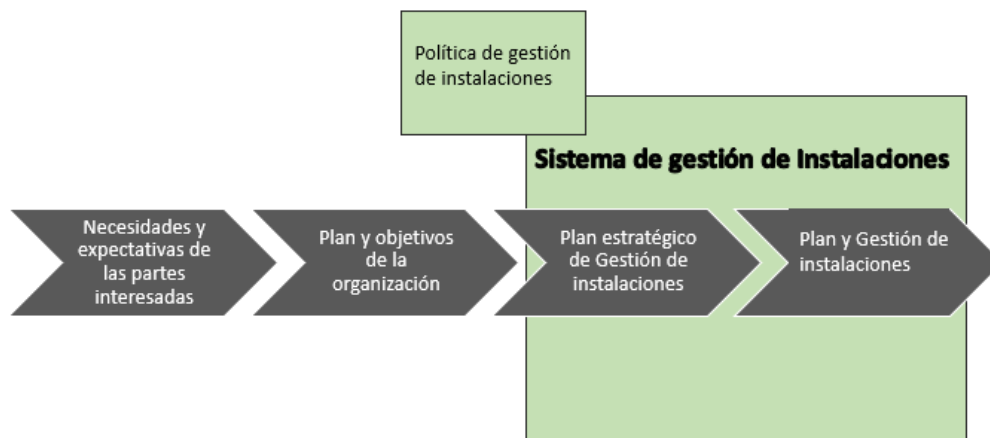 Política de gestión
de instalaciones
Sistema de gestión de Instalaciones
Necesidades y
expectativas de
las partes
interesadas
Plan y objetivos
de la
organización
Plan estratégico
de Gestión de
instalaciones
Plan y Gestión de
instalaciones